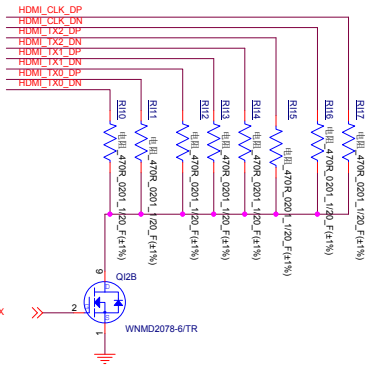 HDMI_CLK_DP
HDMI_CLK_DN
HDMI_TX2_DP
HDMI_TX2_DN
HDMI_TX1_DP
HDMI_TX1_DN
HDMI_TX0_DP
HDMI_TX0_DN
RI10
RI11
RI12
RI13
RI14
RI15
RI16
RI17
电阻_470R_0201_1/20_F(±1%)
电阻_470R_0201_1/20_F(±1%)
电阻_470R_0201_1/20_F(±1%)
电阻_470R_0201_1/20_F(±1%)
电阻_470R_0201_1/20_F(±1%)
电阻_470R_0201_1/20_F(±1%)
电阻_470R_0201_1/20_F(±1%)
电阻_470R_0201_1/20_F(±1%)
6
QI2B
D
G
S
X
2
1
WNMD2078-6/TR